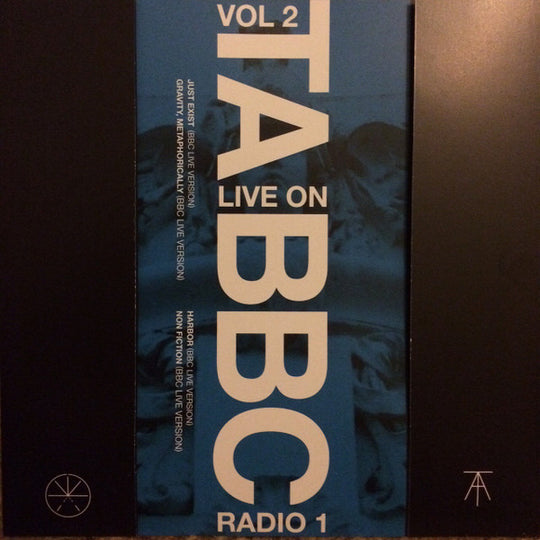 VOL 2
TA
LIVE ON
BBC
RADIO 1
JUST EXIST (BBC LIVE VERSION)
GRAVITY, METAPHORICALLY (BBC LIVE VERSION)
HARBOR (BBC LIVE VERSION)
NON FICTION (BBC LIVE VERSION)